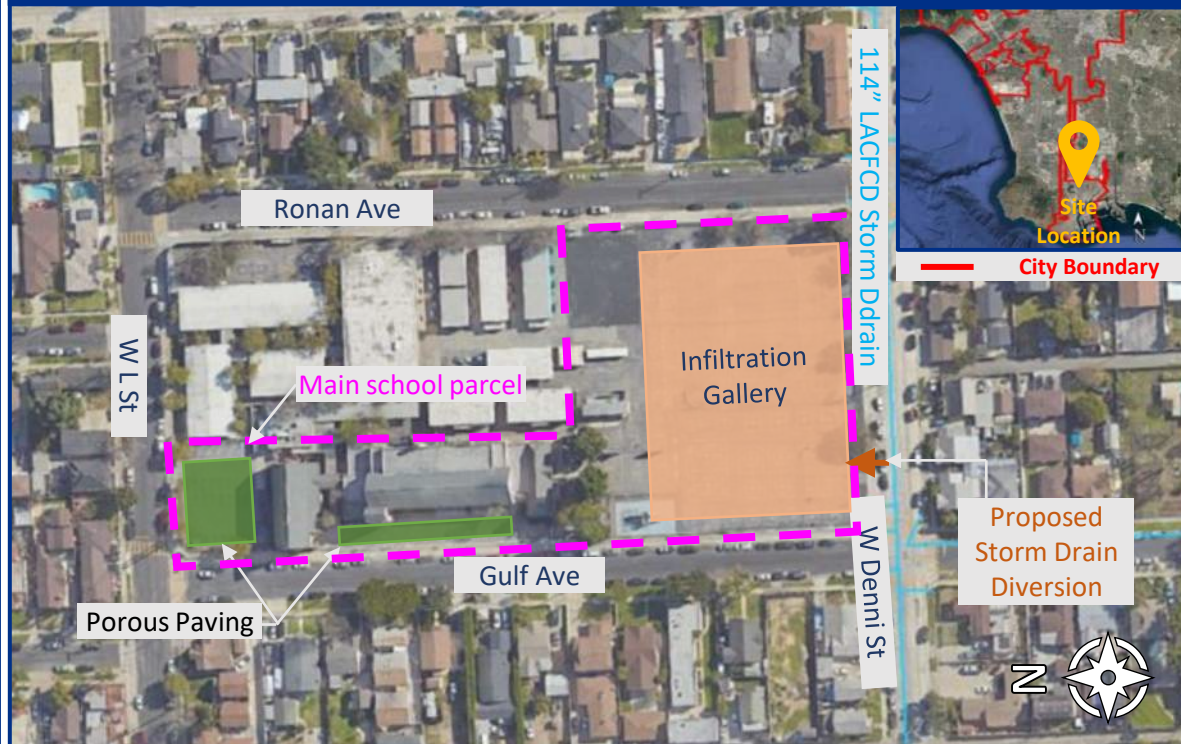 Ronan Ave
114" LACFCD Storm Ddrain
Site
Location
N
City Boundary
W L St
Main school parcel
Infiltration
Gallery
Proposed
Storm Drain
Diversion
W Denni St
Gulf Ave
Porous Paving
N